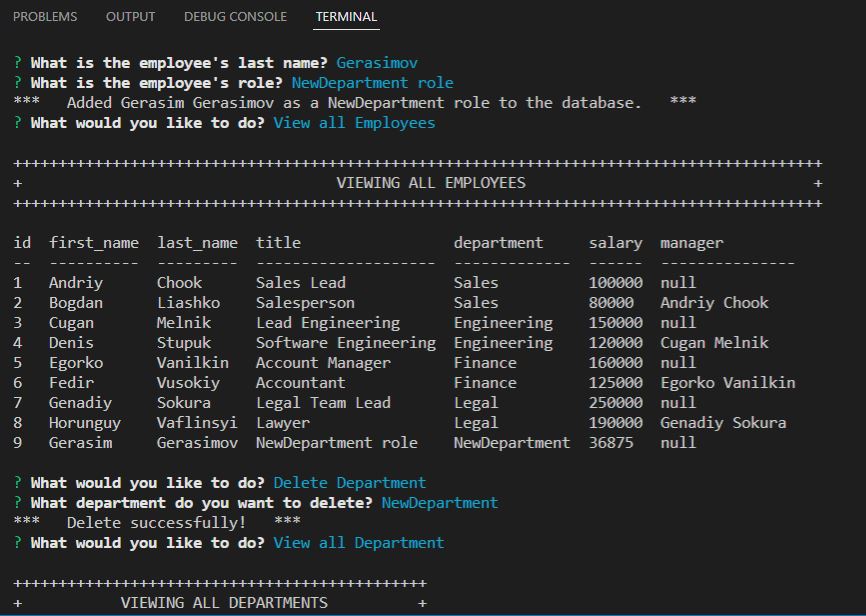 PROBLEMS OUTPUT DEBUG CONSOLE TERMINAL
? What is the employee's last name? Gerasimov
? What is the employee's role? NewDepartment role
*** Added Gerasim Gerasimov as a NewDepartment role to the database. ***
? What would you like to do? View all Employees
++++++++++++++++++++++++++++++++++++++++++++++++++++++++++++++++++++++++++++++++++++++++++
+ VIEWING ALL EMPLOYEES +
++++++++++++++++++++++++++++++++++++++++++++++++++++++++++++++++++++++++++++++++++++++++++
id first_name last_name title department salary manager
-- ---------- --------- -------------------- ------------- ------ ---------------
1 Andriy Chook Sales Lead Sales 100000 null
2 Bogdan Liashko Salesperson Sales 80000 Andriy Chook
3 Cugan Melnik Lead Engineering Engineering 150000 null
4 Denis Stupuk Software Engineering Engineering 120000 Cugan Melnik
5 Egorko Vanilkin Account Manager Finance 160000 null
6 Fedir Vusokiy Accountant Finance 125000 Egorko Vanilkin
7 Genadiy Sokura Legal Team Lead Legal 250000 null
8 Horunguy Vaflinsyi Lawyer Legal 190000 Genadiy Sokura
9 Gerasim Gerasimov NewDepartment role NewDepartment 36875 null
? What would you like to do? Delete Department
? What department do you want to delete? NewDepartment
*** Delete successfully! ***
? What would you like to do? View all Department
++++++++++++++++++++++++++++++++++++++++++++++
+ VIEWING ALL DEPARTMENTS +